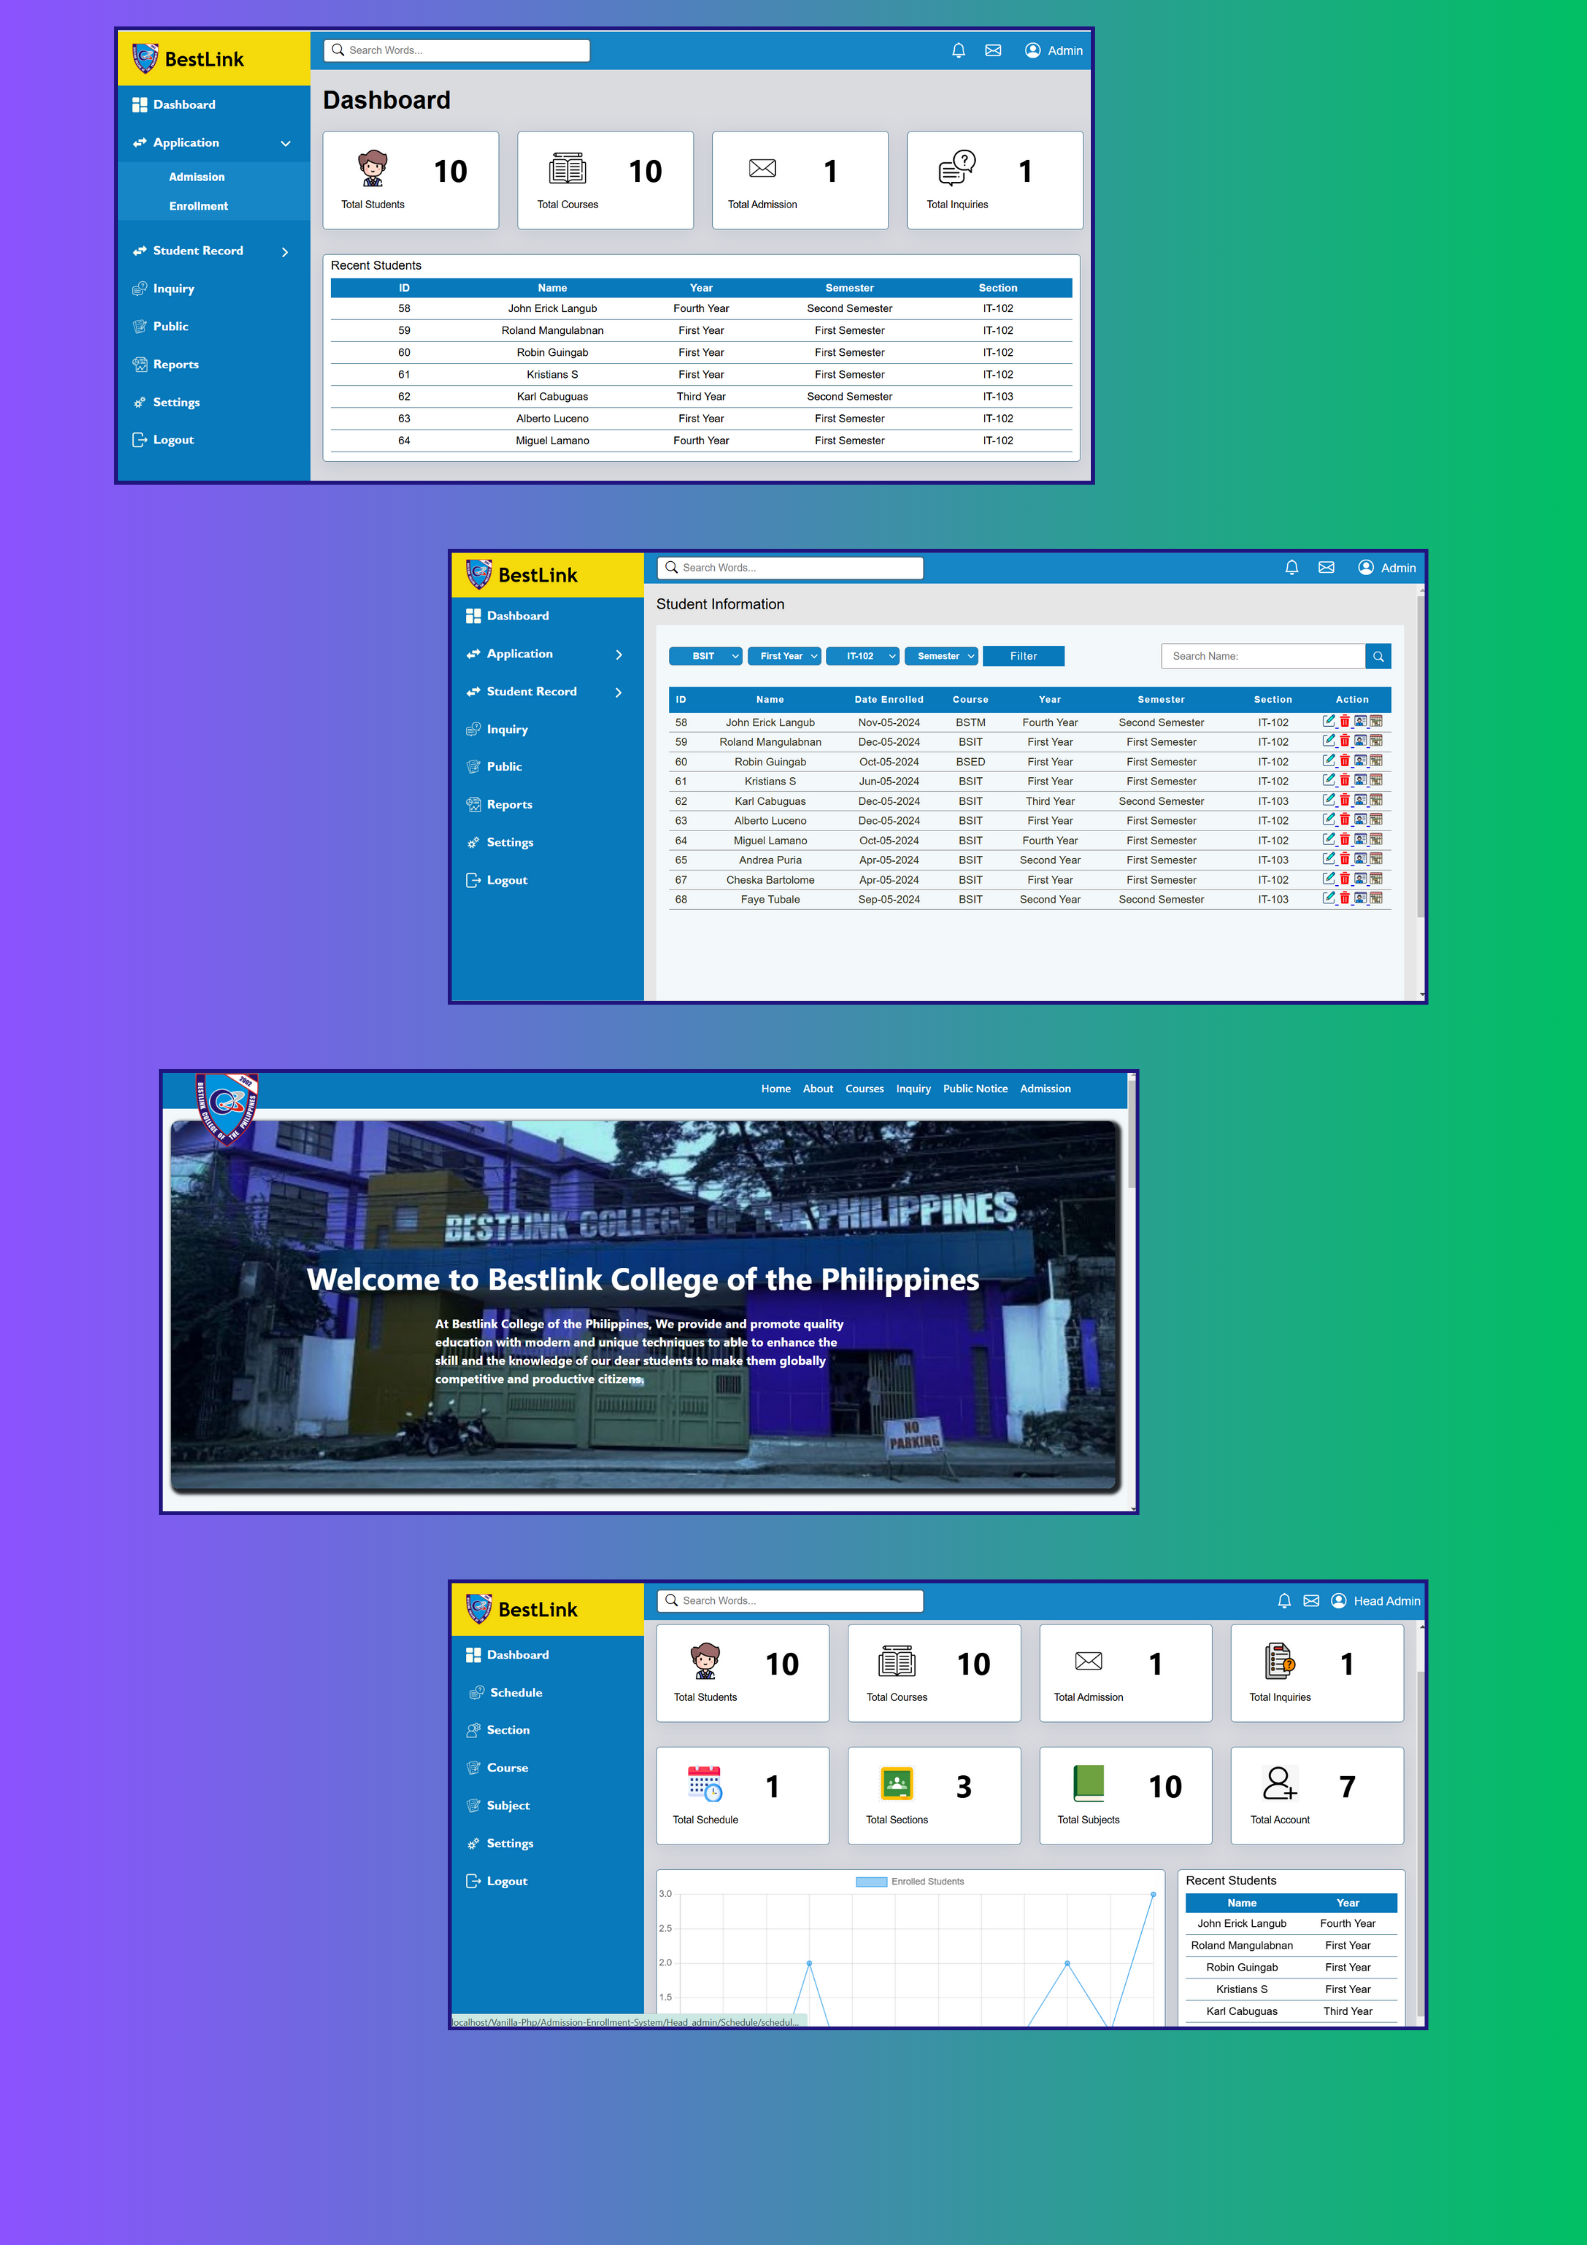 BestLink
Search Words...
Admin
Dashboard
Application
Admission
Enrollment
Student Record
Inquiry
Public
Reports
Settings
Logout
Dashboard
10 10 1 1
Total Students Total Courses Total Admission Total Inquiries
Recent Students
ID Name Year Semester Section
58 John Erick Langub Fourth Year Second Semester IT-102
59 Roland Mangulabnan First Year First Semester IT-102
60 Robin Guingab First Year First Semester IT-102
61 Kristians S First Year First Semester IT-102
62 Karl Cabuguas Third Year Second Semester IT-103
63 Alberto Luceno First Year First Semester IT-102
64 Miguel Lamano Fourth Year First Semester IT-102
BestLink
Search Words...
Admin
Dashboard
Application
Student Record
Inquiry
Public
Reports
Settings
Logout
Student Information
BSIT First Year IT-102 Semester Filter Search Name:
ID Name Date Enrolled Course Year Semester Section Action
58 John Erick Langub Nov-05-2024 BSTM Fourth Year Second Semester IT-102
59 Roland Mangulabnan Dec-05-2024 BSIT First Year First Semester IT-102
60 Robin Guingab Oct-05-2024 BSED First Year First Semester IT-102
61 Kristians S Jun-05-2024 BSIT First Year First Semester IT-102
62 Karl Cabuguas Dec-05-2024 BSIT Third Year Second Semester IT-103
63 Alberto Luceno Dec-05-2024 BSIT First Year First Semester IT-102
64 Miguel Lamano Oct-05-2024 BSIT Fourth Year First Semester IT-102
65 Andrea Puria Apr-05-2024 BSIT Second Year First Semester IT-103
67 Cheska Bartolome Apr-05-2024 BSIT First Year First Semester IT-102
68 Faye Tubale Sep-05-2024 BSIT Second Year Second Semester IT-103
2002
BESTLINK COLLEGE OF THE PHILIPPINES
Home About Courses Inquiry Public Notice Admission
BESTLINK COLLEGE OF THE PHILIPPINES
Welcome to Bestlink College of the Philippines
At Bestlink College of the Philippines, We provide and promote quality
education with modern and unique techniques to able to enhance the
skill and the knowledge of our dear students to make them globally
competitive and productive citizens.
NO
PARKING
BestLink
Search Words...
Head Admin
Dashboard
Schedule
Section
Course
Subject
Settings
Logout
10 10 1 1
Total Students Total Courses Total Admission Total Inquiries
1 3 10 7
Total Schedule Total Sections Total Subjects Total Account
Enrolled Students
3.0
2.5
2.0
1.5
Recent Students
Name Year
John Erick Langub Fourth Year
Roland Mangulabnan First Year
Robin Guingab First Year
Kristians S First Year
Karl Cabuguas Third Year
localhost/Vanilla-Php/Admission-Enrollment-System/Head_admin/Schedule/schedul...